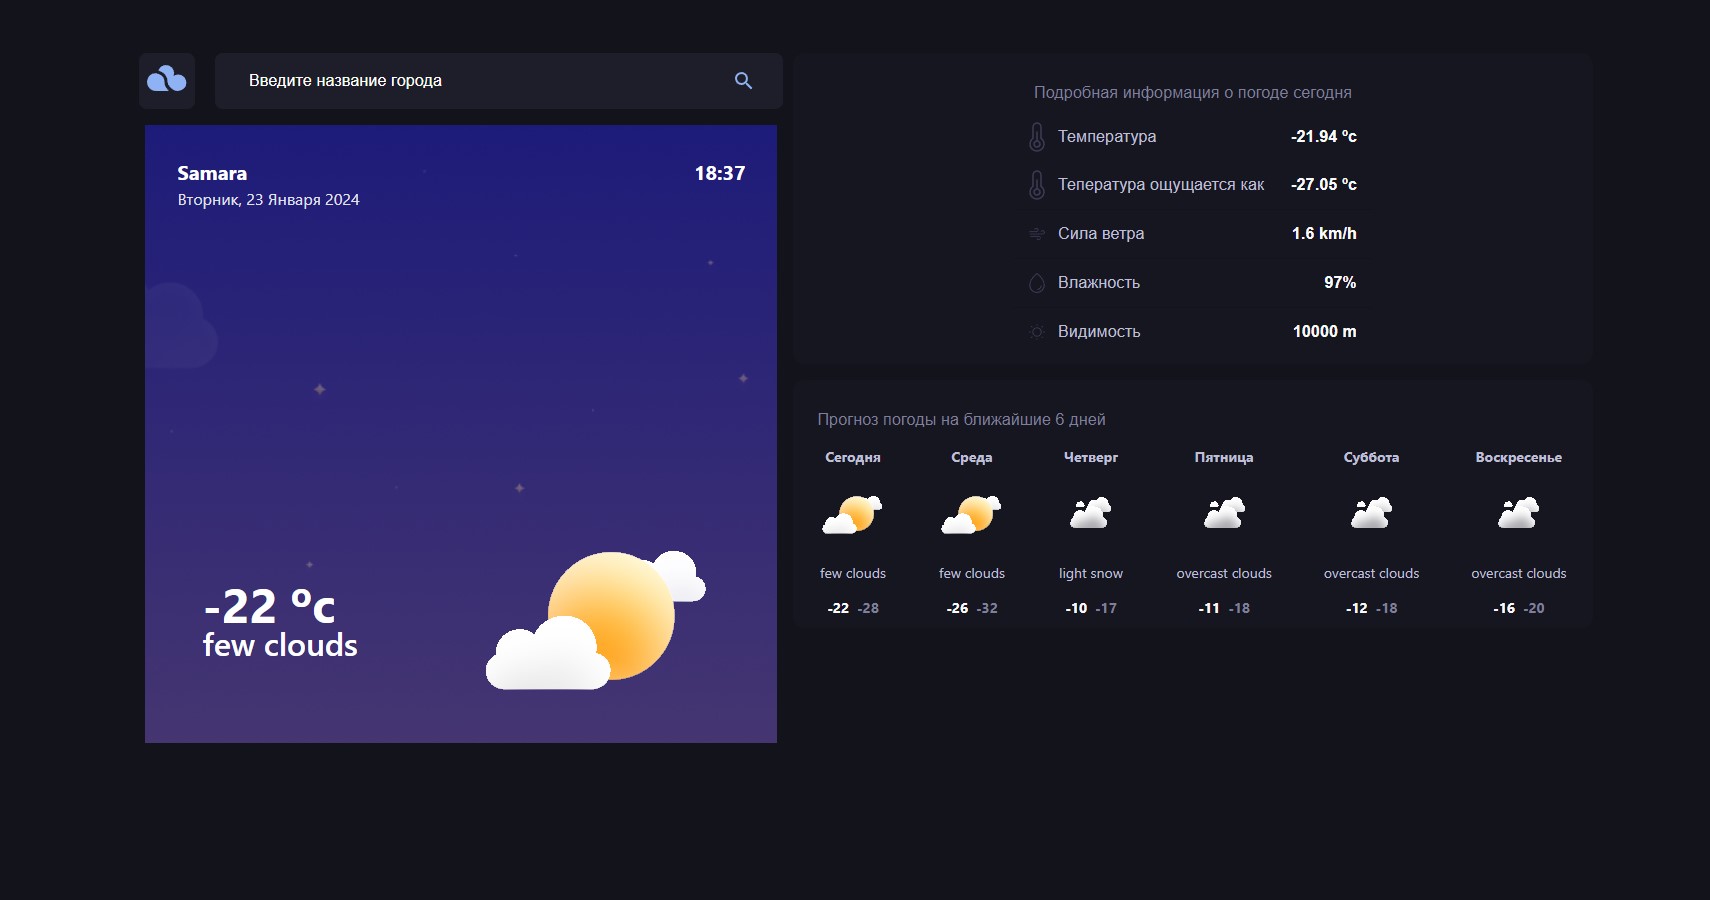 Введите название города
Samara
18:37
Вторник, 23 Января 2024
-22 °c
few clouds
Подробная информация о погоде сегодня
Температура -21.94 °c
Теператураощущается как -27.05 °c
Сила ветра 1.6 km/h
Влажность 97%
Видимость 10000 m
Прогноз погоды на ближайшие 6 дней
Сегодня Среда Четверг Пятница Суббота Воскресенье
few clouds few clouds light snow overcast clouds overcast clouds overcast clouds
-22 -28 -26 -32 -10 -17 -11 -18 -12 -18 -16 -20